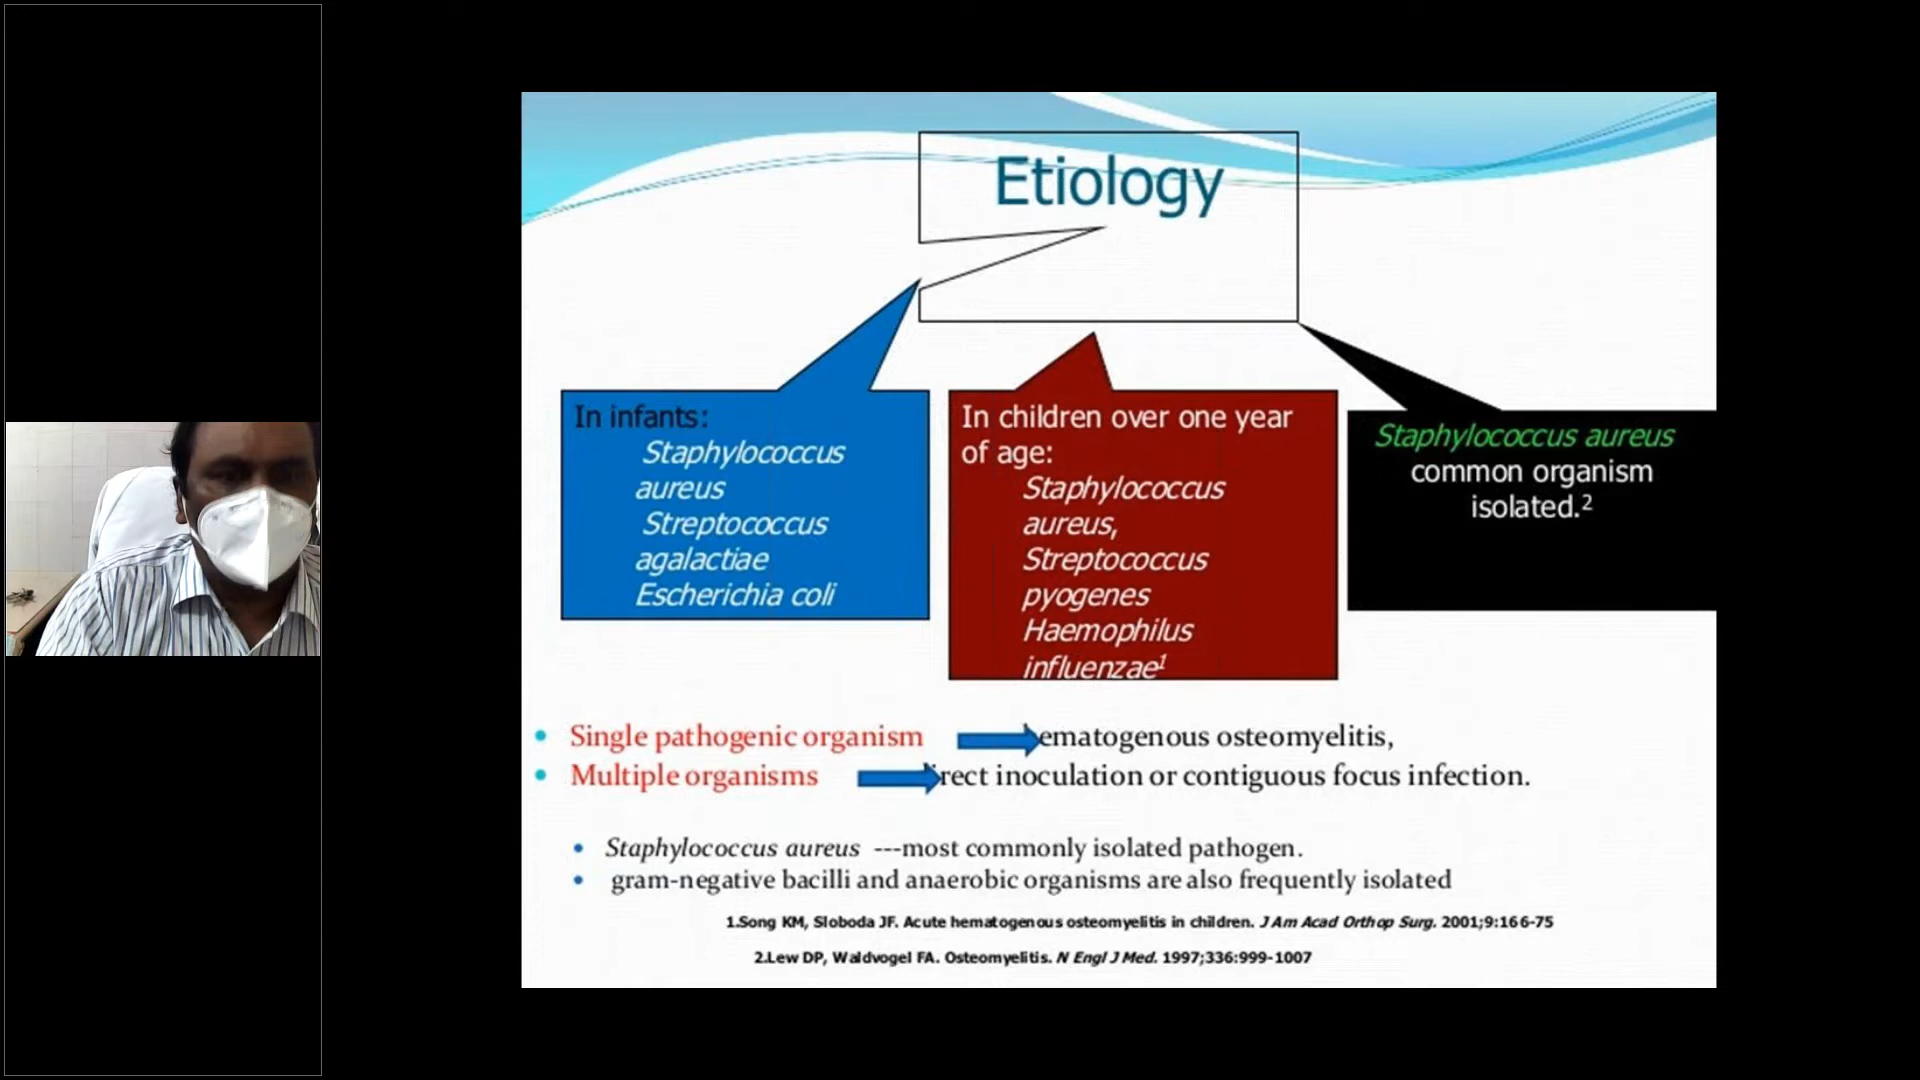 Etiology
In infants:
Staphylococcus
aureus
Streptococcus
agalactiae
Escherichia coli
In children over one year
of age:
Staphylococcus
aureus,
Streptococcus
pyogenes
Haemophilus
influenzae1
Staphylococcus aureus
common organism
isolated.2
Single pathogenic organism ematogenous osteomyelitis,
Multiple organisms irect inoculation or contiguous focus infection.
Staphylococcus aureus ---most commonly isolated pathogen.
gram-negative bacilli and anaerobic organisms are also frequently isolated
1.Song KM, Sloboda JF. Acute hematogenous osteomyelitis in children. J Am Acad Orthop Surg. 2001;9:166-75
2.Lew DP, Waldvogel FA. Osteomyelitis. N Engl J Med. 1997;336:999-1007